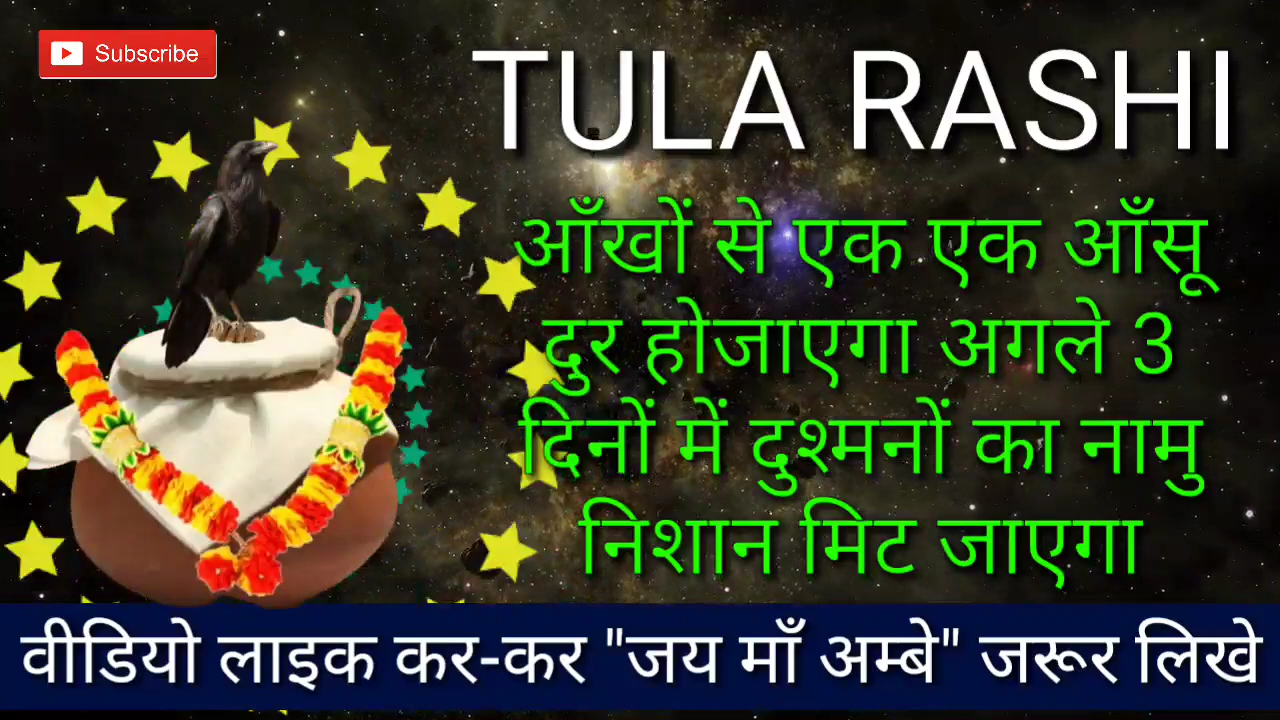 Subscribe
TULA RASHI
आँखों से एक एक आँसू
दुर होजाएगा अगले 3
दिनों में दुश्मनों का नामु
निशान मिट जाएगा
वीडियो लाइक कर-कर "जय माँ अम्बे" जरूर लिखे